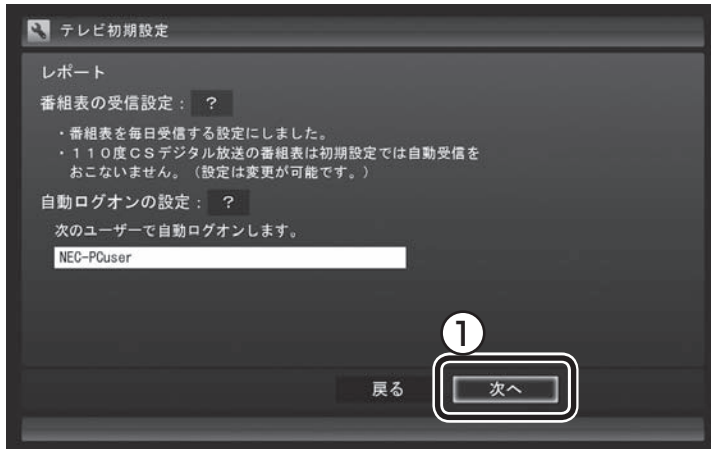 テレビ初期設定
レポート
番組表の受信設定： ？
・番組表を毎日受信する設定にしました。
・１１０度ＣＳデジタル放送の番組表は初期設定では自動受信を
おこないません。（設定は変更が可能です。）
自動ログオンの設定： ？
次のユーザーで自動ログオンします。
NEC-PCuser
①
戻る 次へ